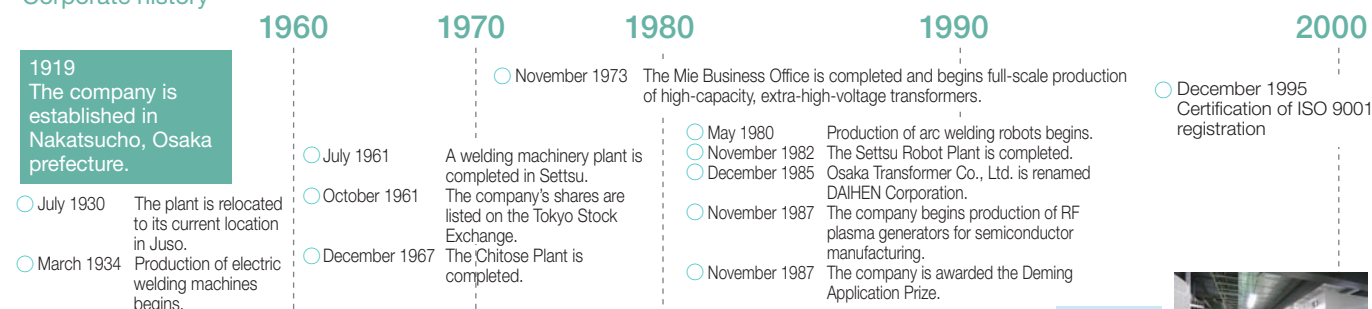 Corporate history
1960
1970
1980
1990
2000
1919
The company is
established in
Nakatsucho, Osaka
prefecture.
July 1930 The plant is relocated
to its current location
in Juso.
March 1934 Production of electric
welding machines
begins.
July 1961 A welding machinery plant is
completed in Settsu.
October 1961 The company's shares are
listed on the Tokyo Stock
Exchange.
December 1967 The Chitose Plant is
completed.
November 1973 The Mie Business Office is completed and begins full-scale production
of high-capacity, extra-high-voltage transformers.
May 1980 Production of arc welding robots begins.
November 1982 The Settsu Robot Plant is completed.
December 1985 Osaka Transformer Co., Ltd. is renamed
DAIHEN Corporation.
November 1987 The company begins production of RF
plasma generators for semiconductor
manufacturing.
November 1987 The company is awarded the Deming
Application Prize.
December 1995
Certification of ISO 9001
registration